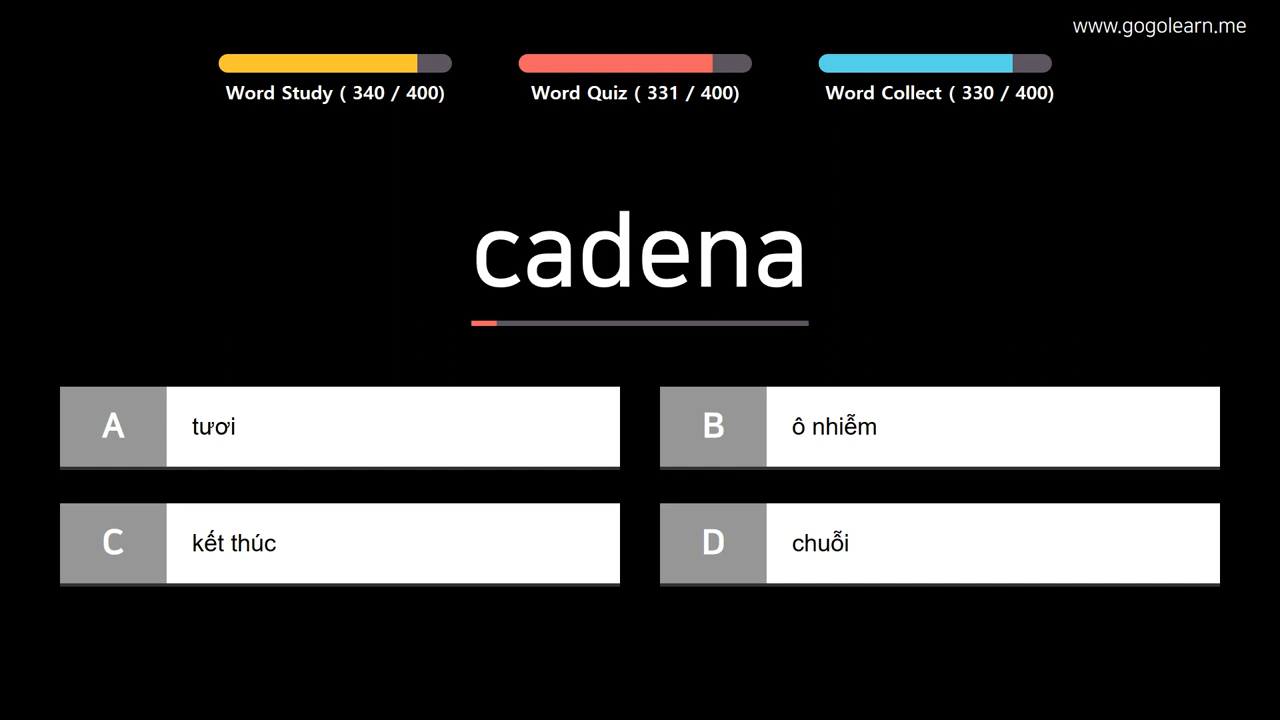 www.gogolearn.me
Word Study ( 340 / 400)
Word Quiz ( 331 / 400)
Word Collect ( 330 / 400)
cadena
A tươi
B ô nhiễm
C kết thúc
D chuỗi